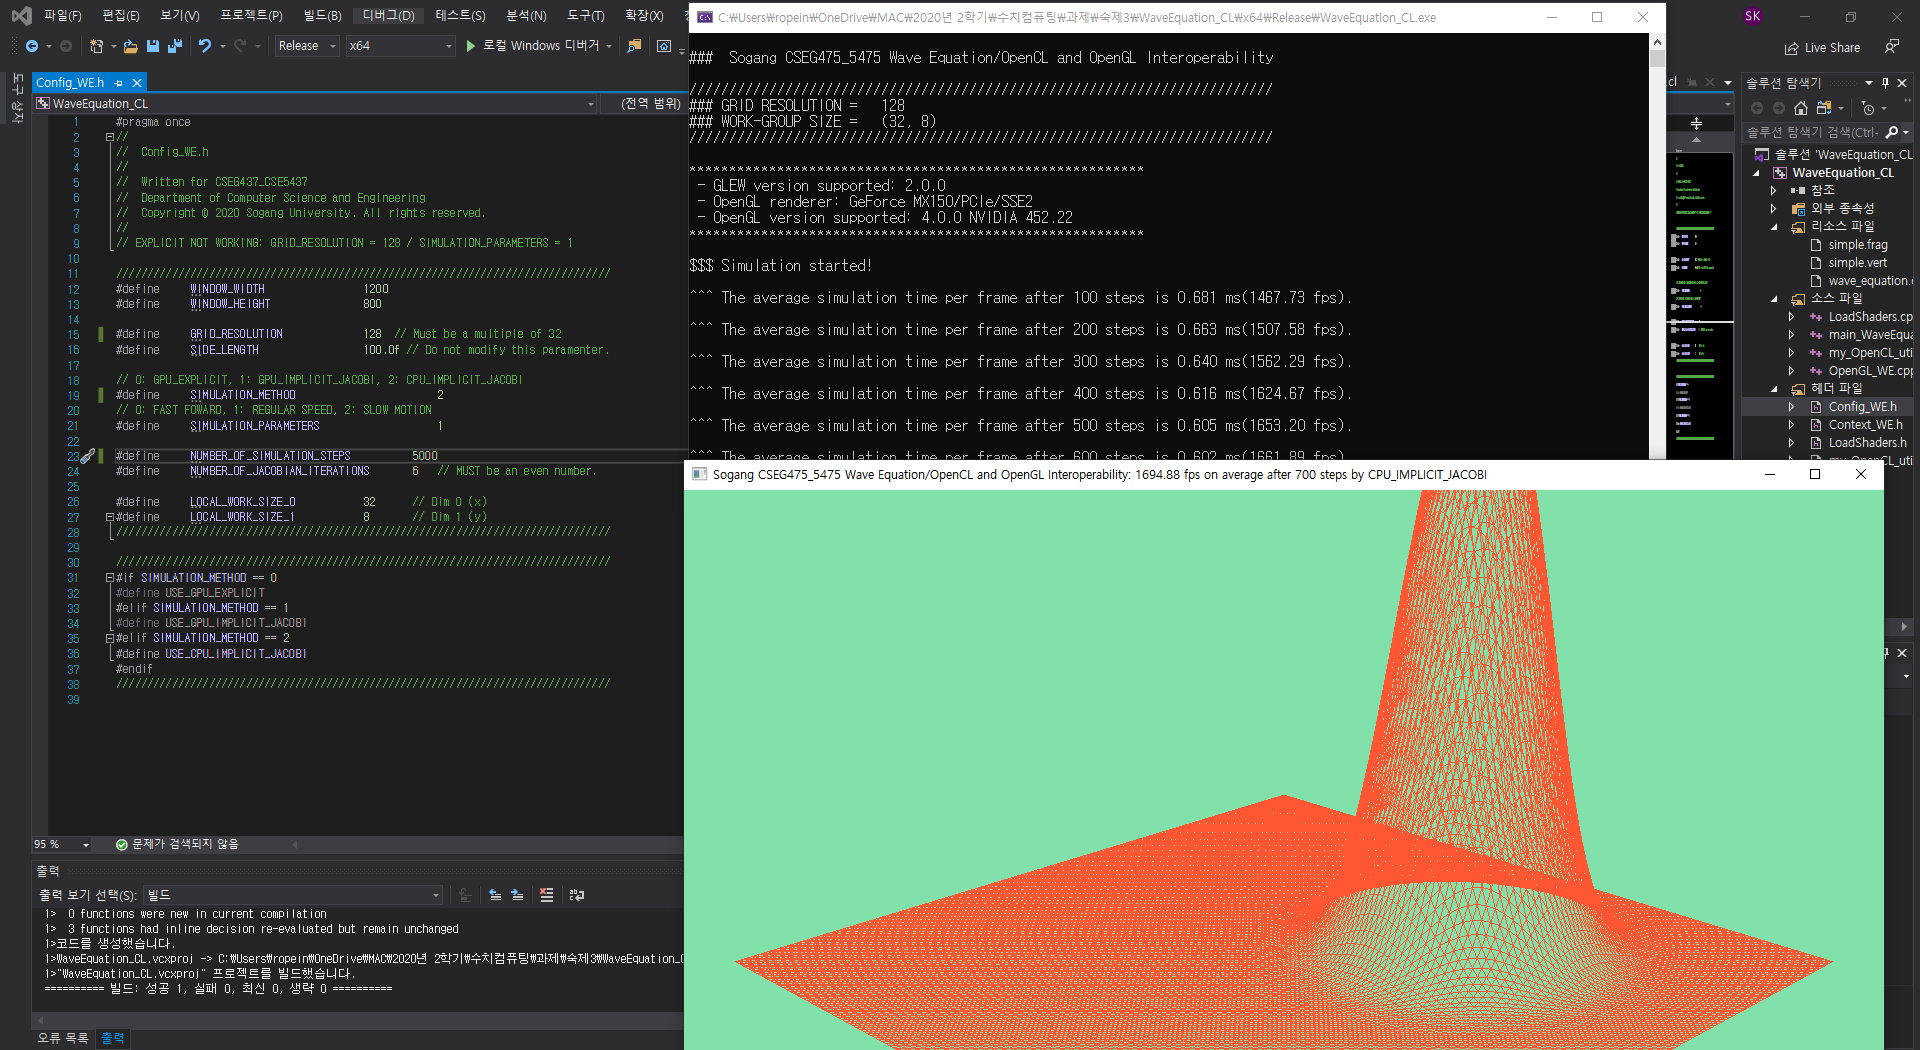 파일(F) 편집(E) 보기(V) 프로젝트(P) 빌드(B) 디버그(D) 테스트(S) 분석(N) 도구(T) 확장(X)
SK
Release x64 로컬 Windows 디버거
Live Share
도구 상자
Config_WE.h
WaveEquation_CL (전역 범위)
1 #pragma once
2 //
3 // Config_WE.h
4 //
5 // Written for CSEG437_CSE5437
6 // Department of Computer Science and Engineering
7 // Copyright © 2020 Sogang University. All rights reserved.
8 //
9 // EXPLICIT NOT WORKING: GRID_RESOLUTION = 128 / SIMULATION_PARAMETERS = 1
10
11 ////////////////////////////////////////////////////////////////////////////////
12 #define WINDOW_WIDTH 1200
13 #define WINDOW_HEIGHT 800
14
15 #define GRID_RESOLUTION 128 // Must be a multiple of 32
16 #define SIDE_LENGTH 100.0f // Do not modify this paramenter.
17
18 // 0: GPU_EXPLICIT, 1: GPU_IMPLICIT_JACOBI, 2: CPU_IMPLICIT_JACOBI
19 #define SIMULATION_METHOD 2
20 // 0: FAST FOWARD, 1: REGULAR SPEED, 2: SLOW MOTION
21 #define SIMULATION_PARAMETERS 1
22
23 #define NUMBER_OF_SIMULATION_STEPS 5000
24 #define NUMBER_OF_JACOBIAN_ITERATIONS 6 // MUST be an even number.
25
26 #define LOCAL_WORK_SIZE_0 32 // Dim 0 (x)
27 #define LOCAL_WORK_SIZE_1 8 // Dim 1 (y)
28 ////////////////////////////////////////////////////////////////////////////////
29
30 ////////////////////////////////////////////////////////////////////////////////
31 #if SIMULATION_METHOD == 0
32 #define USE_GPU_EXPLICIT
33 #elif SIMULATION_METHOD == 1
34 #define USE_GPU_IMPLICIT_JACOBI
35 #elif SIMULATION_METHOD == 2
36 #define USE_CPU_IMPLICIT_JACOBI
37 #endif
38 ////////////////////////////////////////////////////////////////////////////////
39
95 % 문제가 검색되지 않음
출력
출력 보기 선택(S): 빌드
1> 0 functions were new in current compilation
1> 3 functions had inline decision re-evaluated but remain unchanged
1>코드를 생성했습니다.
1>WaveEquation_CL.vcxproj -> C:\Users\ropein\OneDrive\MAC\2020년 2학기\수치컴퓨팅\과제\숙제3\WaveEquation_
1>"WaveEquation_CL.vcxproj" 프로젝트를 빌드했습니다.
========== 빌드: 성공 1, 실패 0, 최신 0, 생략 0 ==========
오류 목록 출력
C:\Users\ropein\OneDrive\MAC\2020년 2학기\수치컴퓨팅\과제\숙제3\WaveEquation_CL\x64\Release\WaveEquation_CL.exe
### Sogang CSEG475_5475 Wave Equation/OpenCL and OpenGL Interoperability
/////////////////////////////////////////////////////////////////////////
### GRID RESOLUTION = 128
### WORK-GROUP SIZE = (32, 8)
/////////////////////////////////////////////////////////////////////////
*********************************************************
- GLEW version supported: 2.0.0
- OpenGL renderer: GeForce MX150/PCIe/SSE2
- OpenGL version supported: 4.0.0 NVIDIA 452.22
*********************************************************
$$$ Simulation started!
^^^ The average simulation time per frame after 100 steps is 0.681 ms(1467.73 fps).
^^^ The average simulation time per frame after 200 steps is 0.663 ms(1507.58 fps).
^^^ The average simulation time per frame after 300 steps is 0.640 ms(1562.29 fps).
^^^ The average simulation time per frame after 400 steps is 0.616 ms(1624.67 fps).
^^^ The average simulation time per frame after 500 steps is 0.605 ms(1653.20 fps).
^^^ The average simulation time per frame after 600 steps is 0.602 ms(1661.89 fps).
Sogang CSEG475_5475 Wave Equation/OpenCL and OpenGL Interoperability: 1694.88 fps on average after 700 steps by CPU_IMPLICIT_JACOBI
.cl
솔루션 탐색기
솔루션 탐색기 검색(Ctrl+
솔루션 'WaveEquation_CL
WaveEquation_CL
참조
외부 종속성
리소스 파일
simple.frag
simple.vert
wave_equation.
소스 파일
LoadShaders.cp
main_WaveEqua
my_OpenCL_uti
OpenGL_WE.cpp
헤더 파일
Config_WE.h
Context_WE.h
LoadShaders.h
my_OpenCL_uti